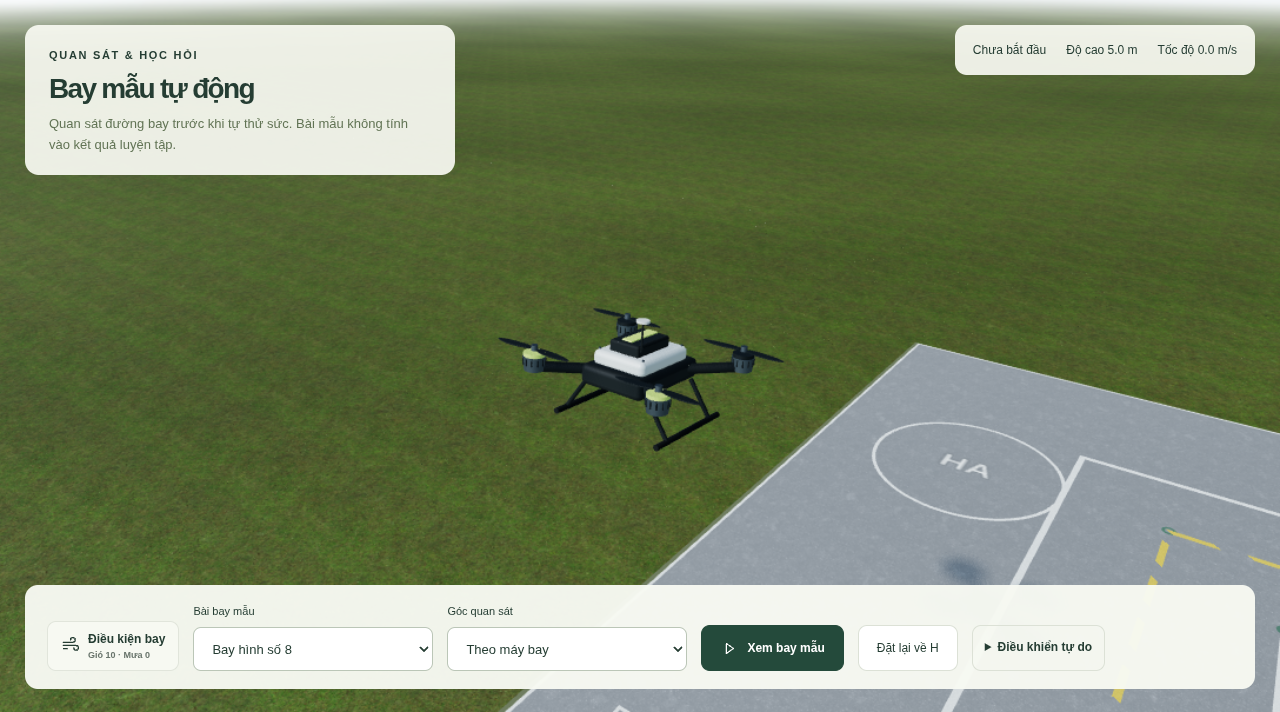 QUAN SÁT & HỌC HỎI
Bay mẫu tự động
Quan sát đường bay trước khi tự thử sức. Bài mẫu không tính
vào kết quả luyện tập.
Chưa bắt đầu Độ cao 5.0 m Tốc độ 0.0 m/s
HA
Bài bay mẫu
Góc quan sát
Điều kiện bay
Gió 10 · Mưa 0
Bay hình số 8
Theo máy bay
Xem bay mẫu
Đặt lại về H
Điều khiển tự do